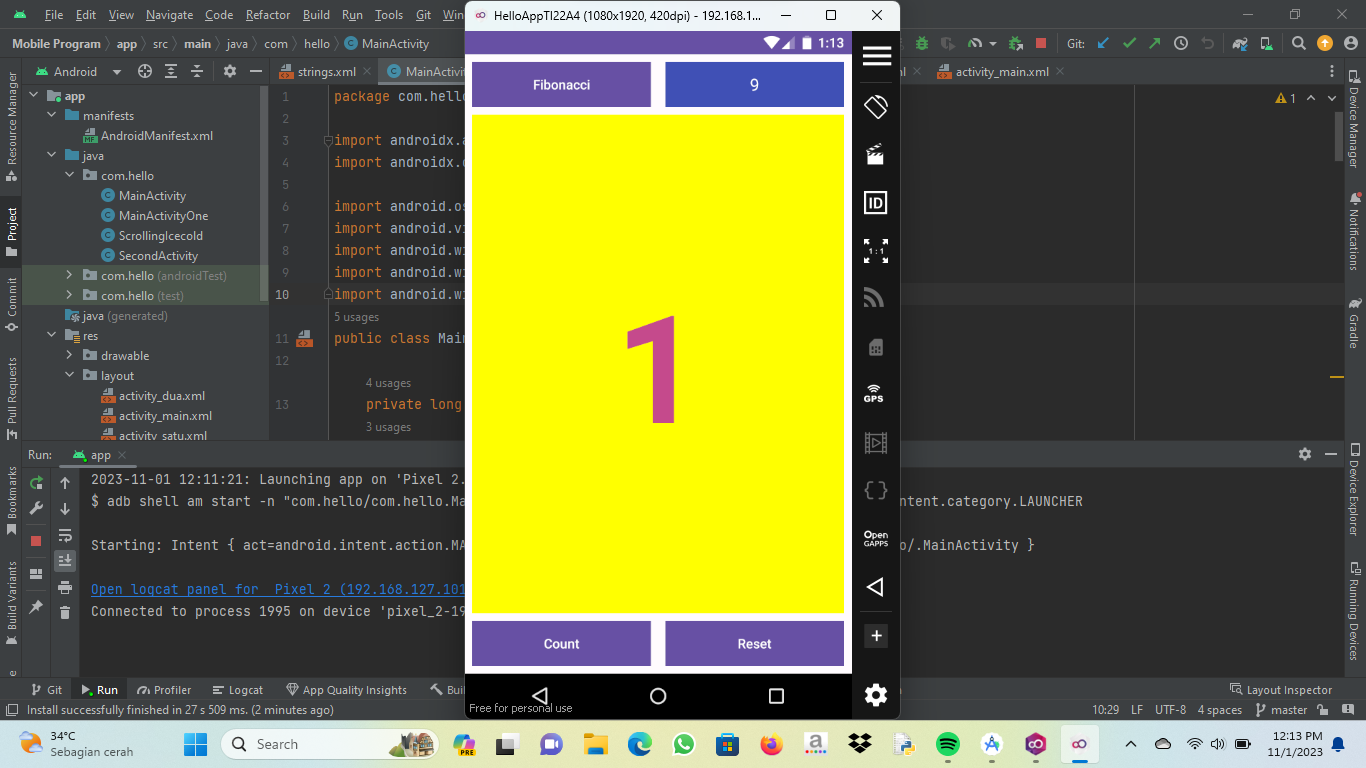 File Edit View Navigate Code Refactor Build Run Tools Git
HelloAppTI22A4 (1080x1920, 420dpi) - 192.168.1...
Mobile Program app src main java com hello MainActivity
Git:
1:13
Android
strings.xml
activity_main.xml
Fibonacci
9
Resource Manager
Project
Commit
Pull Requests
Bookmarks
Build Variants
app
manifests
AndroidManifest.xml
java
com.hello
MainActivity
MainActivityOne
ScrollingIcecold
SecondActivity
com.hello (androidTest)
com.hello (test)
java (generated)
res
drawable
layout
activity_dua.xml
activity_main.xml
activity_satu.xml
1 package com.hello
2
3 import androidx.
4 import androidx.
5
6 import android.os
7 import android.vi
8 import android.wi
9 import android.wi
10 import android.wi
5 usages
11 public class Mai
12
4 usages
13 private long
3 usages
1
1
ID
1:1
GPS
Open GAPPS
Count
Reset
Free for personal use
Device Manager
Notifications
Gradle
Device Explorer
Running Devices
Run: app
2023-11-01 12:11:21: Launching app on 'Pixel 2.
$ adb shell am start -n "com.hello/com.hello.Ma
ntent.category.LAUNCHER
Starting: Intent { act=android.intent.action.MA
/.MainActivity }
Open logcat panel for Pixel 2 (192.168.127.101
Connected to process 1995 on device 'pixel_2-19
Git Run Profiler Logcat App Quality Insights
Layout Inspector
Install successfully finished in 27 s 509 ms. (2 minutes ago)
10:29 LF UTF-8 4 spaces master
34°C
Sebagian cerah
Search
PRE
12:13 PM
11/1/2023